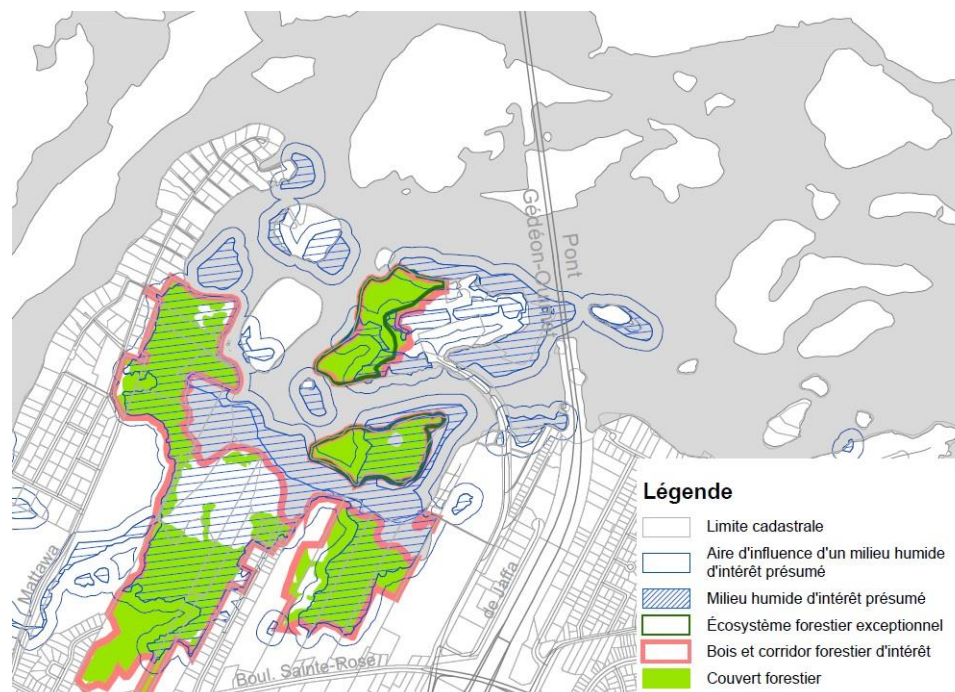 Pont
Gédéon-Ouimet
Mattawa
de Jaffa
Boul. Sainte-Rose
Légende
Limite cadastrale
Aire d'influence d'un milieu humide
d'intérêt présumé
Milieu humide d'intérêt présumé
Écosystème forestier exceptionnel
Bois et corridor forestier d'intérêt
Couvert forestier